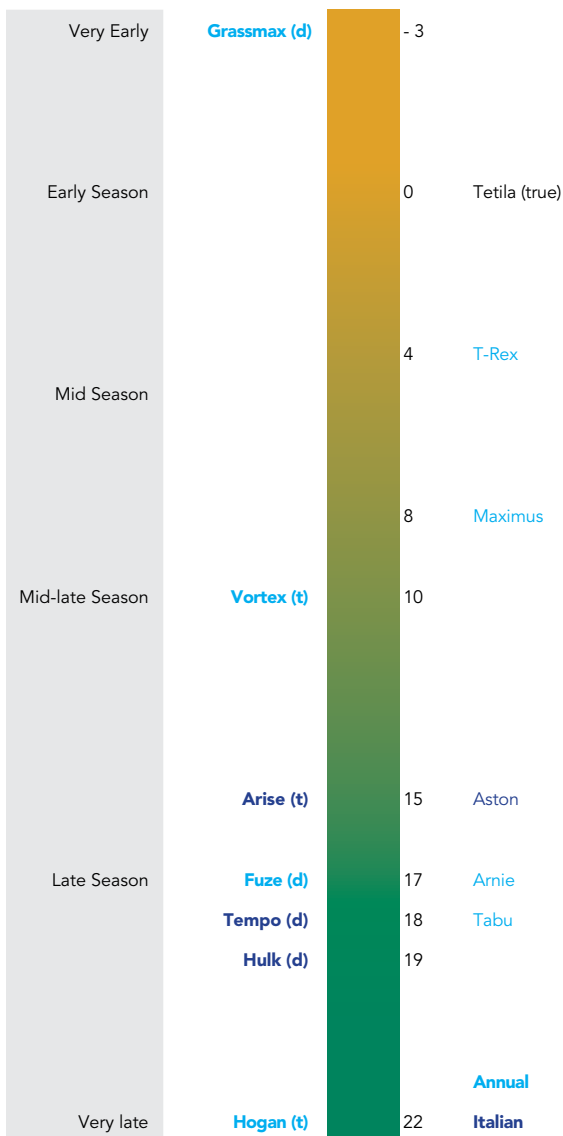 Very Early Grassmax (d) - 3
Early Season 0 Tetila (true)
4 T-Rex
Mid Season
8 Maximus
Mid-late Season Vortex (t) 10
Arise (t) 15 Aston
Late Season Fuze (d) 17 Arnie
Tempo (d) 18 Tabu
Hulk (d) 19
Annual
Very late Hogan (t) 22 Italian